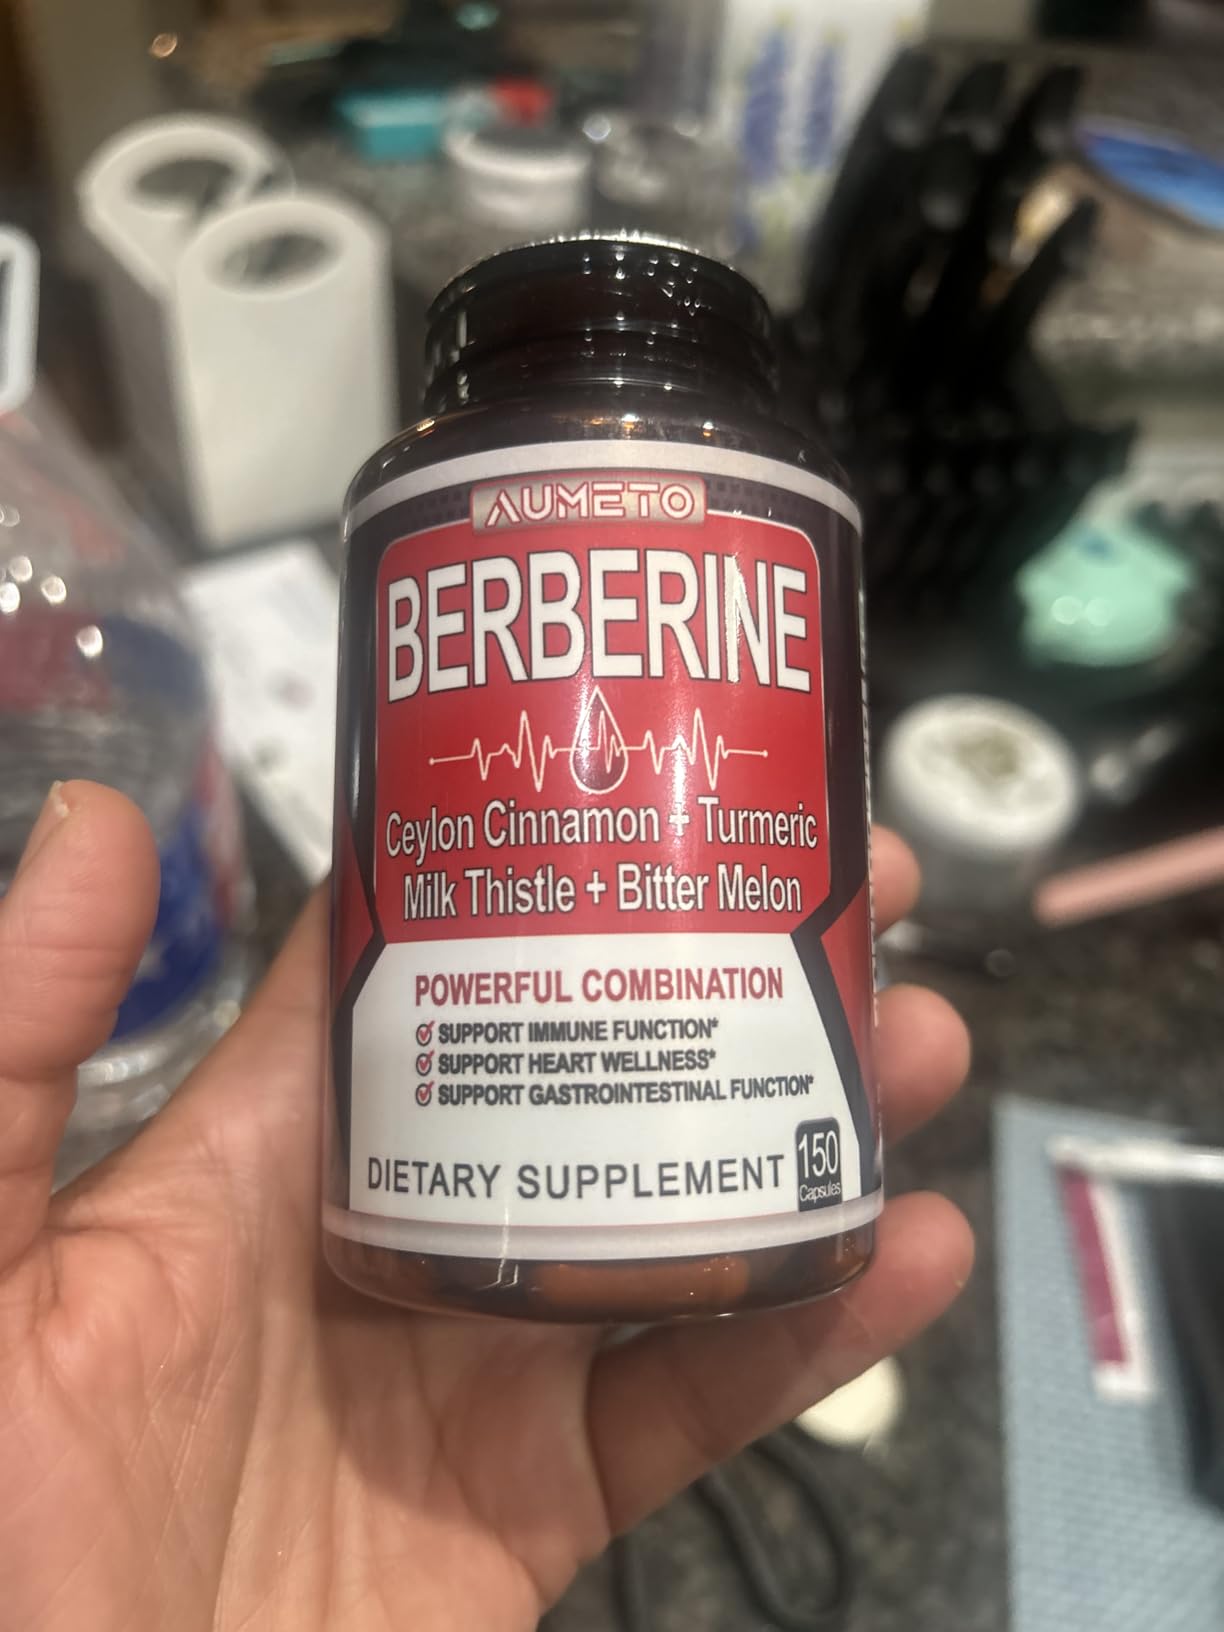 AUMETO
BERBERINE
Ceylon Cinnamon + Turmeric
Milk Thistle + Bitter Melon
POWERFUL COMBINATION
SUPPORT IMMUNE FUNCTION*
SUPPORT HEART WELLNESS*
SUPPORT GASTROINTESTINAL FUNCTION*
DIETARY SUPPLEMENT
150
Capsules